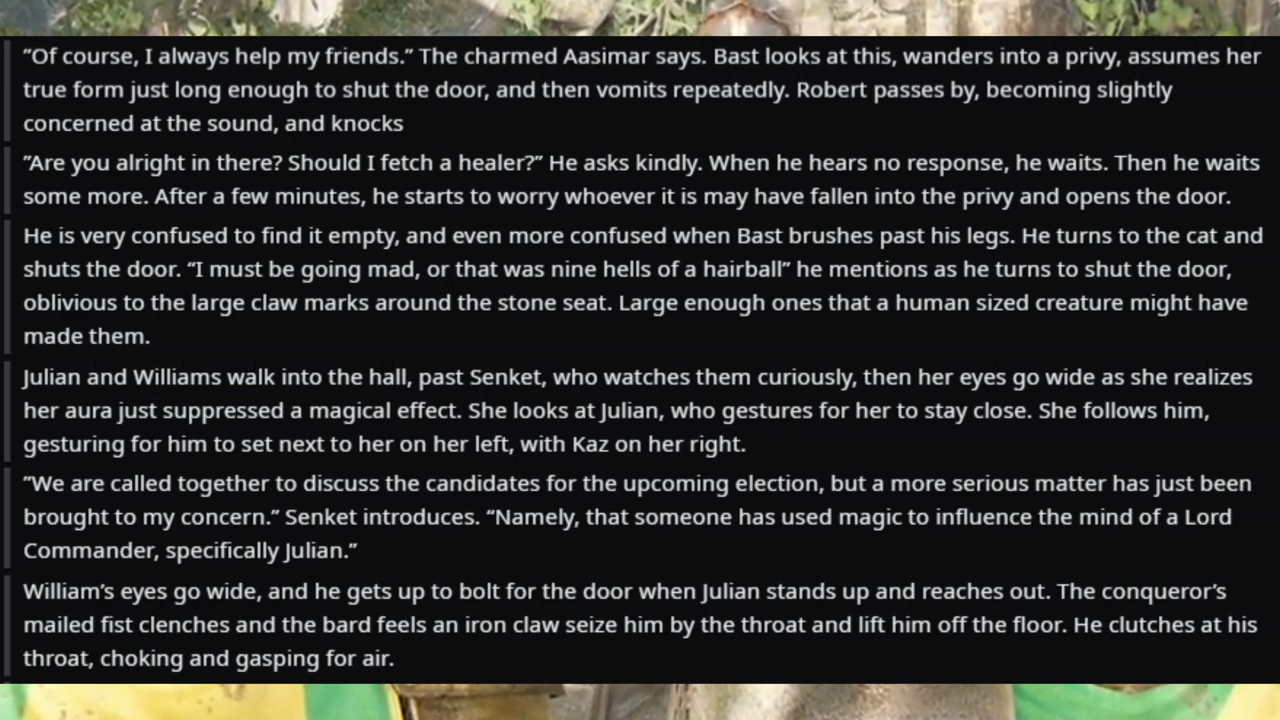 ”Of course, I always help my friends.” The charmed Aasimar says. Bast looks at this, wanders into a privy, assumes her
true form just long enough to shut the door, and then vomits repeatedly. Robert passes by, becoming slightly
concerned at the sound, and knocks
”Are you alright in there? Should I fetch a healer?” He asks kindly. When he hears no response, he waits. Then he waits
some more. After a few minutes, he starts to worry whoever it is may have fallen into the privy and opens the door.
He is very confused to find it empty, and even more confused when Bast brushes past his legs. He turns to the cat and
shuts the door. “I must be going mad, or that was nine hells of a hairball” he mentions as he turns to shut the door,
oblivious to the large claw marks around the stone seat. Large enough ones that a human sized creature might have
made them.
Julian and Williams walk into the hall, past Senket, who watches them curiously, then her eyes go wide as she realizes
her aura just suppressed a magical effect. She looks at Julian, who gestures for her to stay close. She follows him,
gesturing for him to set next to her on her left, with Kaz on her right.
”We are called together to discuss the candidates for the upcoming election, but a more serious matter has just been
brought to my concern.” Senket introduces. “Namely, that someone has used magic to influence the mind of a Lord
Commander, specifically Julian.”
William’s eyes go wide, and he gets up to bolt for the door when Julian stands up and reaches out. The conqueror’s
mailed fist clenches and the bard feels an iron claw seize him by the throat and lift him off the floor. He clutches at his
throat, choking and gasping for air.